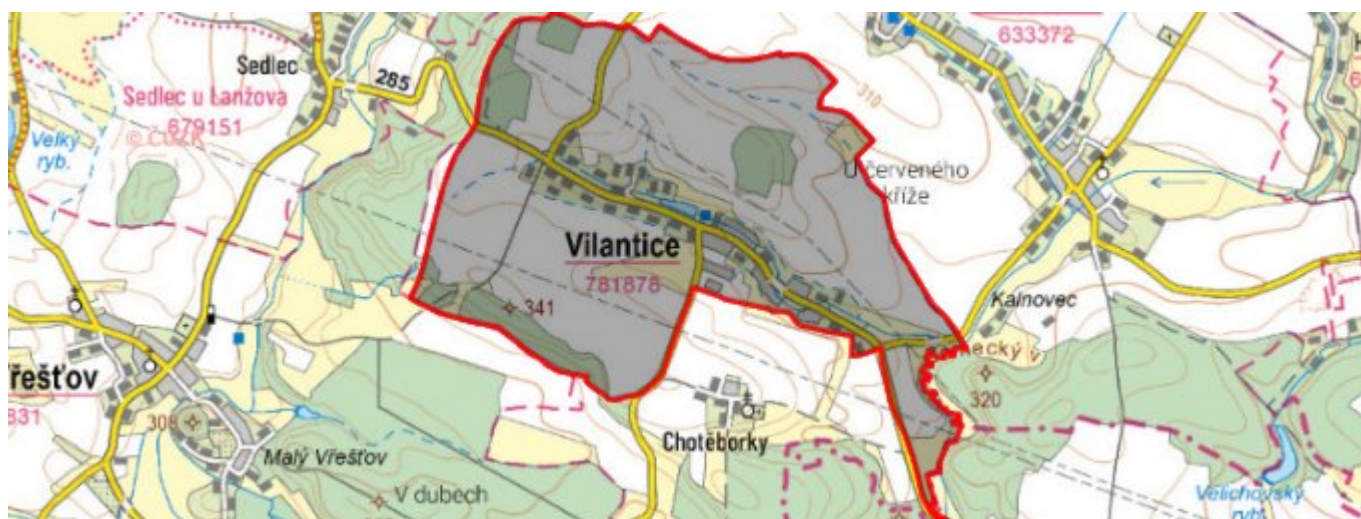 633372
Sedlec
285
Sedlec u Lanžova
679151
© ČÚZK
310
Velký
ryb.
U červeného
kříže
Vilantice
781878
Kalnovec
341
320
řešťov
831
308
Chotěborky
Malý Vřešťov
V dubech
Velichovský
ryb.